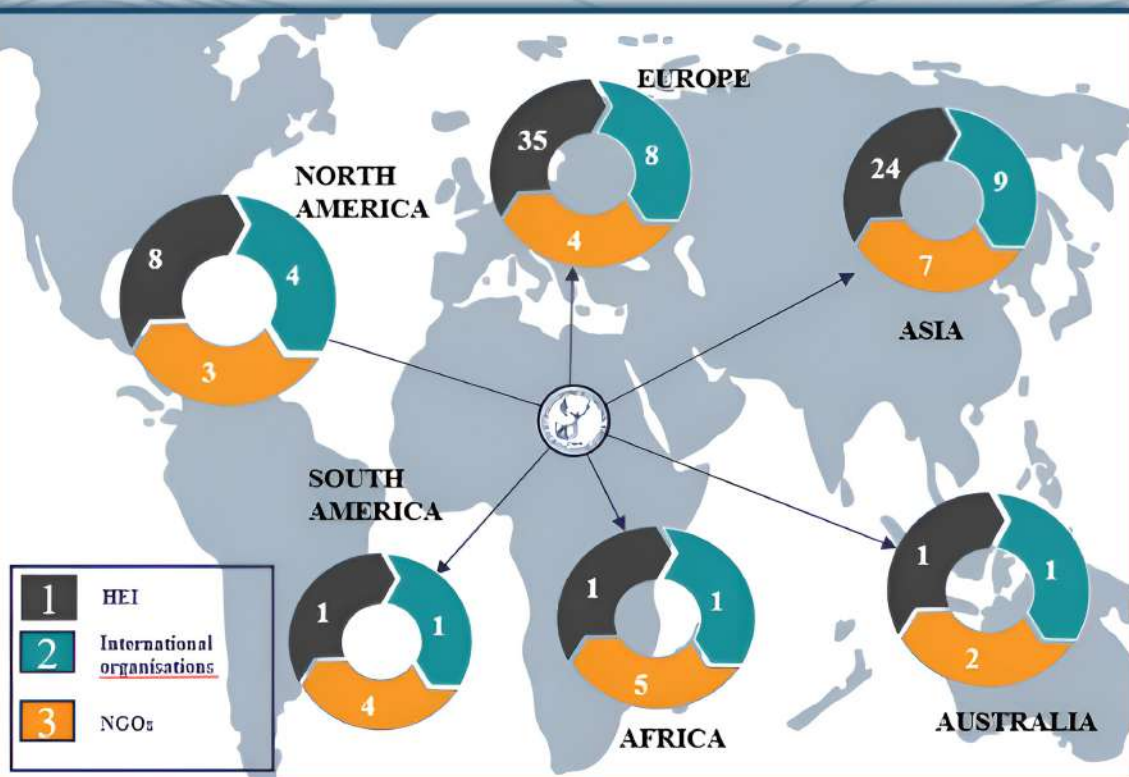 EUROPE
35
8
4
24
9
7
ASIA
NORTH
AMERICA
8
4
3
SOUTH
AMERICA
1
1
4
1
1
5
AFRICA
1
1
2
AUSTRALIA
1 HEI
2 International
organisations
3 NGOs